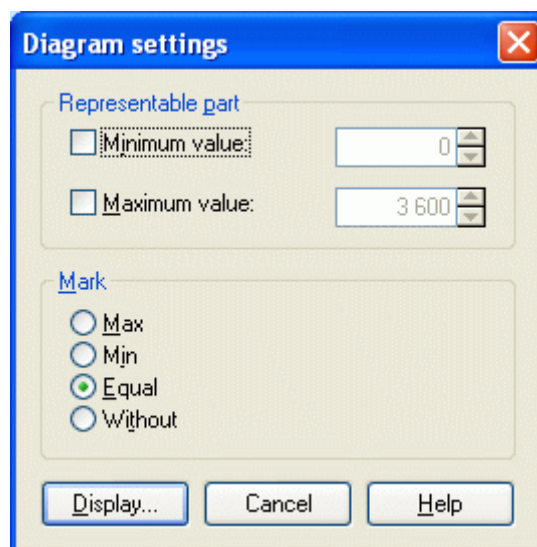 Diagram settings
Representable part
Minimum value: 0
Maximum value: 3 600
Mark
Max
Min
Equal
Without
Display... Cancel Help